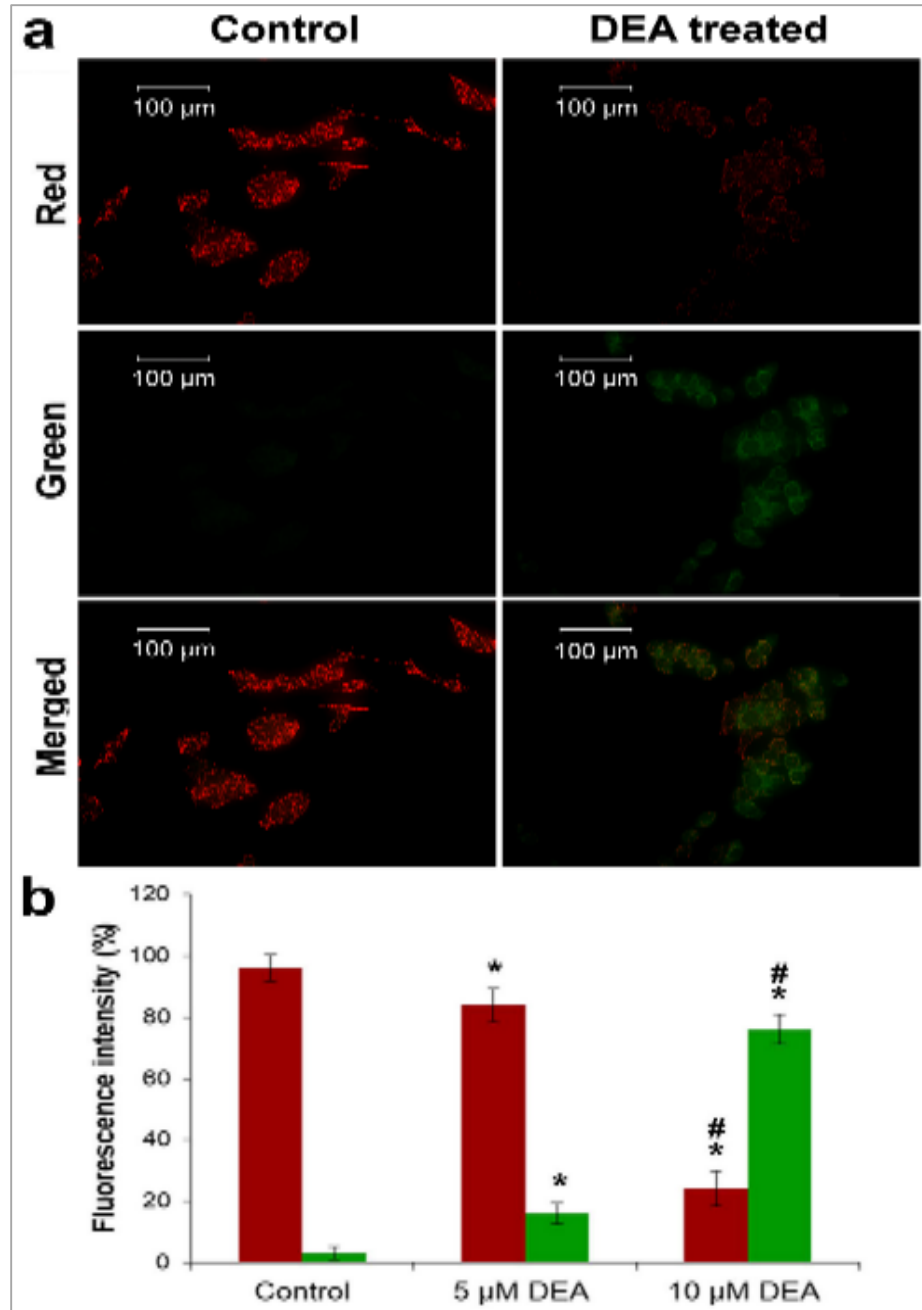 a
Control DEA treated
Red
100 µm 100 µm
Green
100 µm 100 µm
Merged
100 µm 100 µm
b
Fluorescence intensity (%)
120
100
80
60
40
20
0
*
*
#
*
#
*
Control 5 µM DEA 10 µM DEA